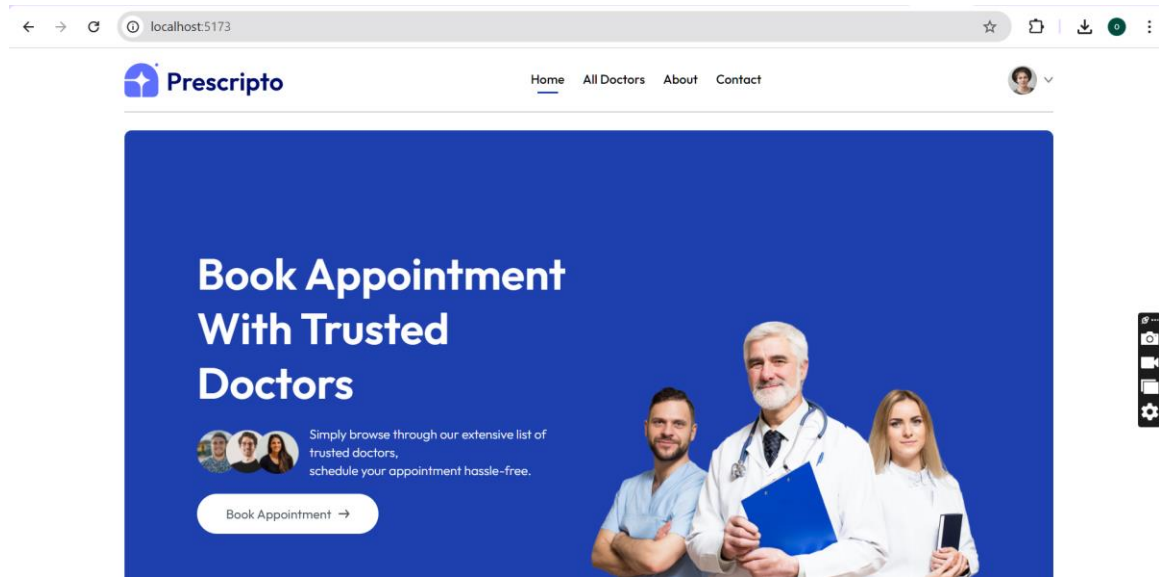 localhost:5173
o
Prescripto
Home All Doctors About Contact
Book Appointment
With Trusted
Doctors
Simply browse through our extensive list of
trusted doctors,
schedule your appointment hassle-free.
Book Appointment →